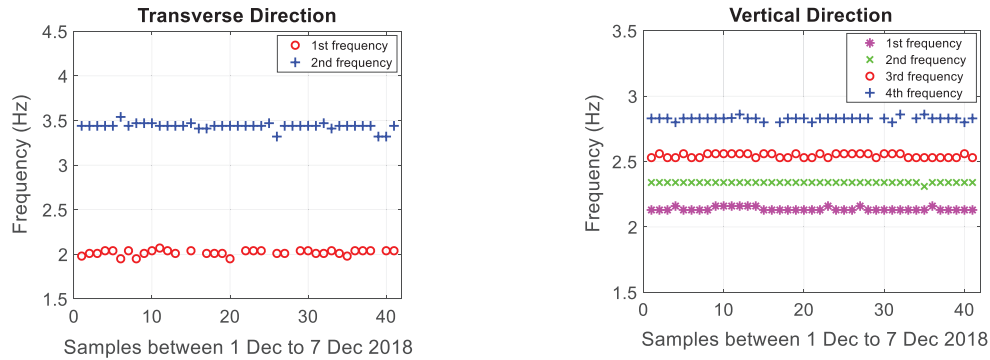 Transverse Direction
4.5
4
3.5
3
2.5
2
1.5
0
10
20
30
40
Frequency (Hz)
1st frequency
2nd frequency
Samples between 1 Dec to 7 Dec 2018
Vertical Direction
3.5
3
2.5
2
1.5
0
10
20
30
40
Frequency (Hz)
1st frequency
2nd frequency
3rd frequency
4th frequency
Samples between 1 Dec to 7 Dec 2018